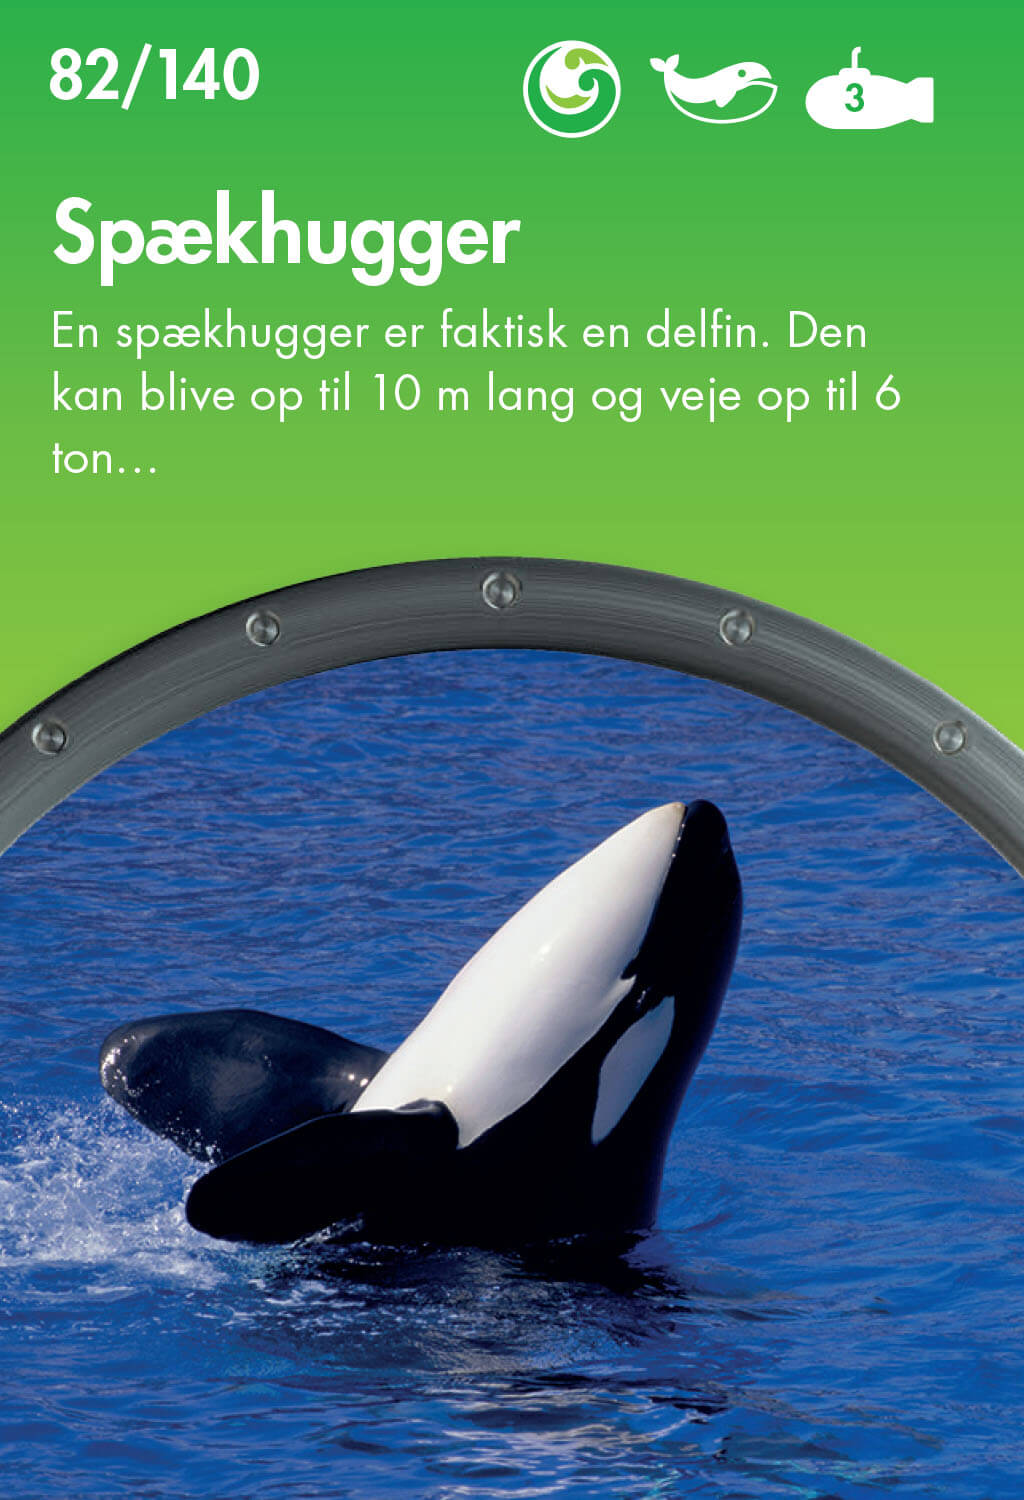 82/140
3
Spækhugger
En spækhugger er faktisk en delfin. Den
kan blive op til 10 m lang og veje op til 6
ton...